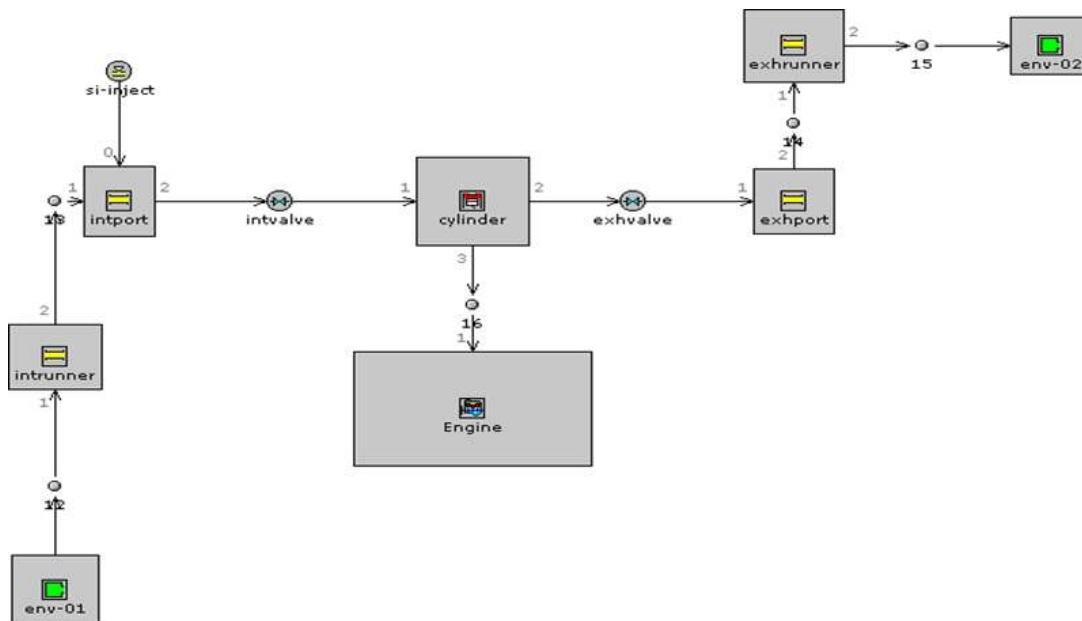 2
exhrunner
15
env-02
1
si-inject
14
0
2
1
2
1
2
1
13
intport
intvalve
cylinder
exhvalve
exhport
3
2
16
1
intrunner
1
Engine
12
env-01